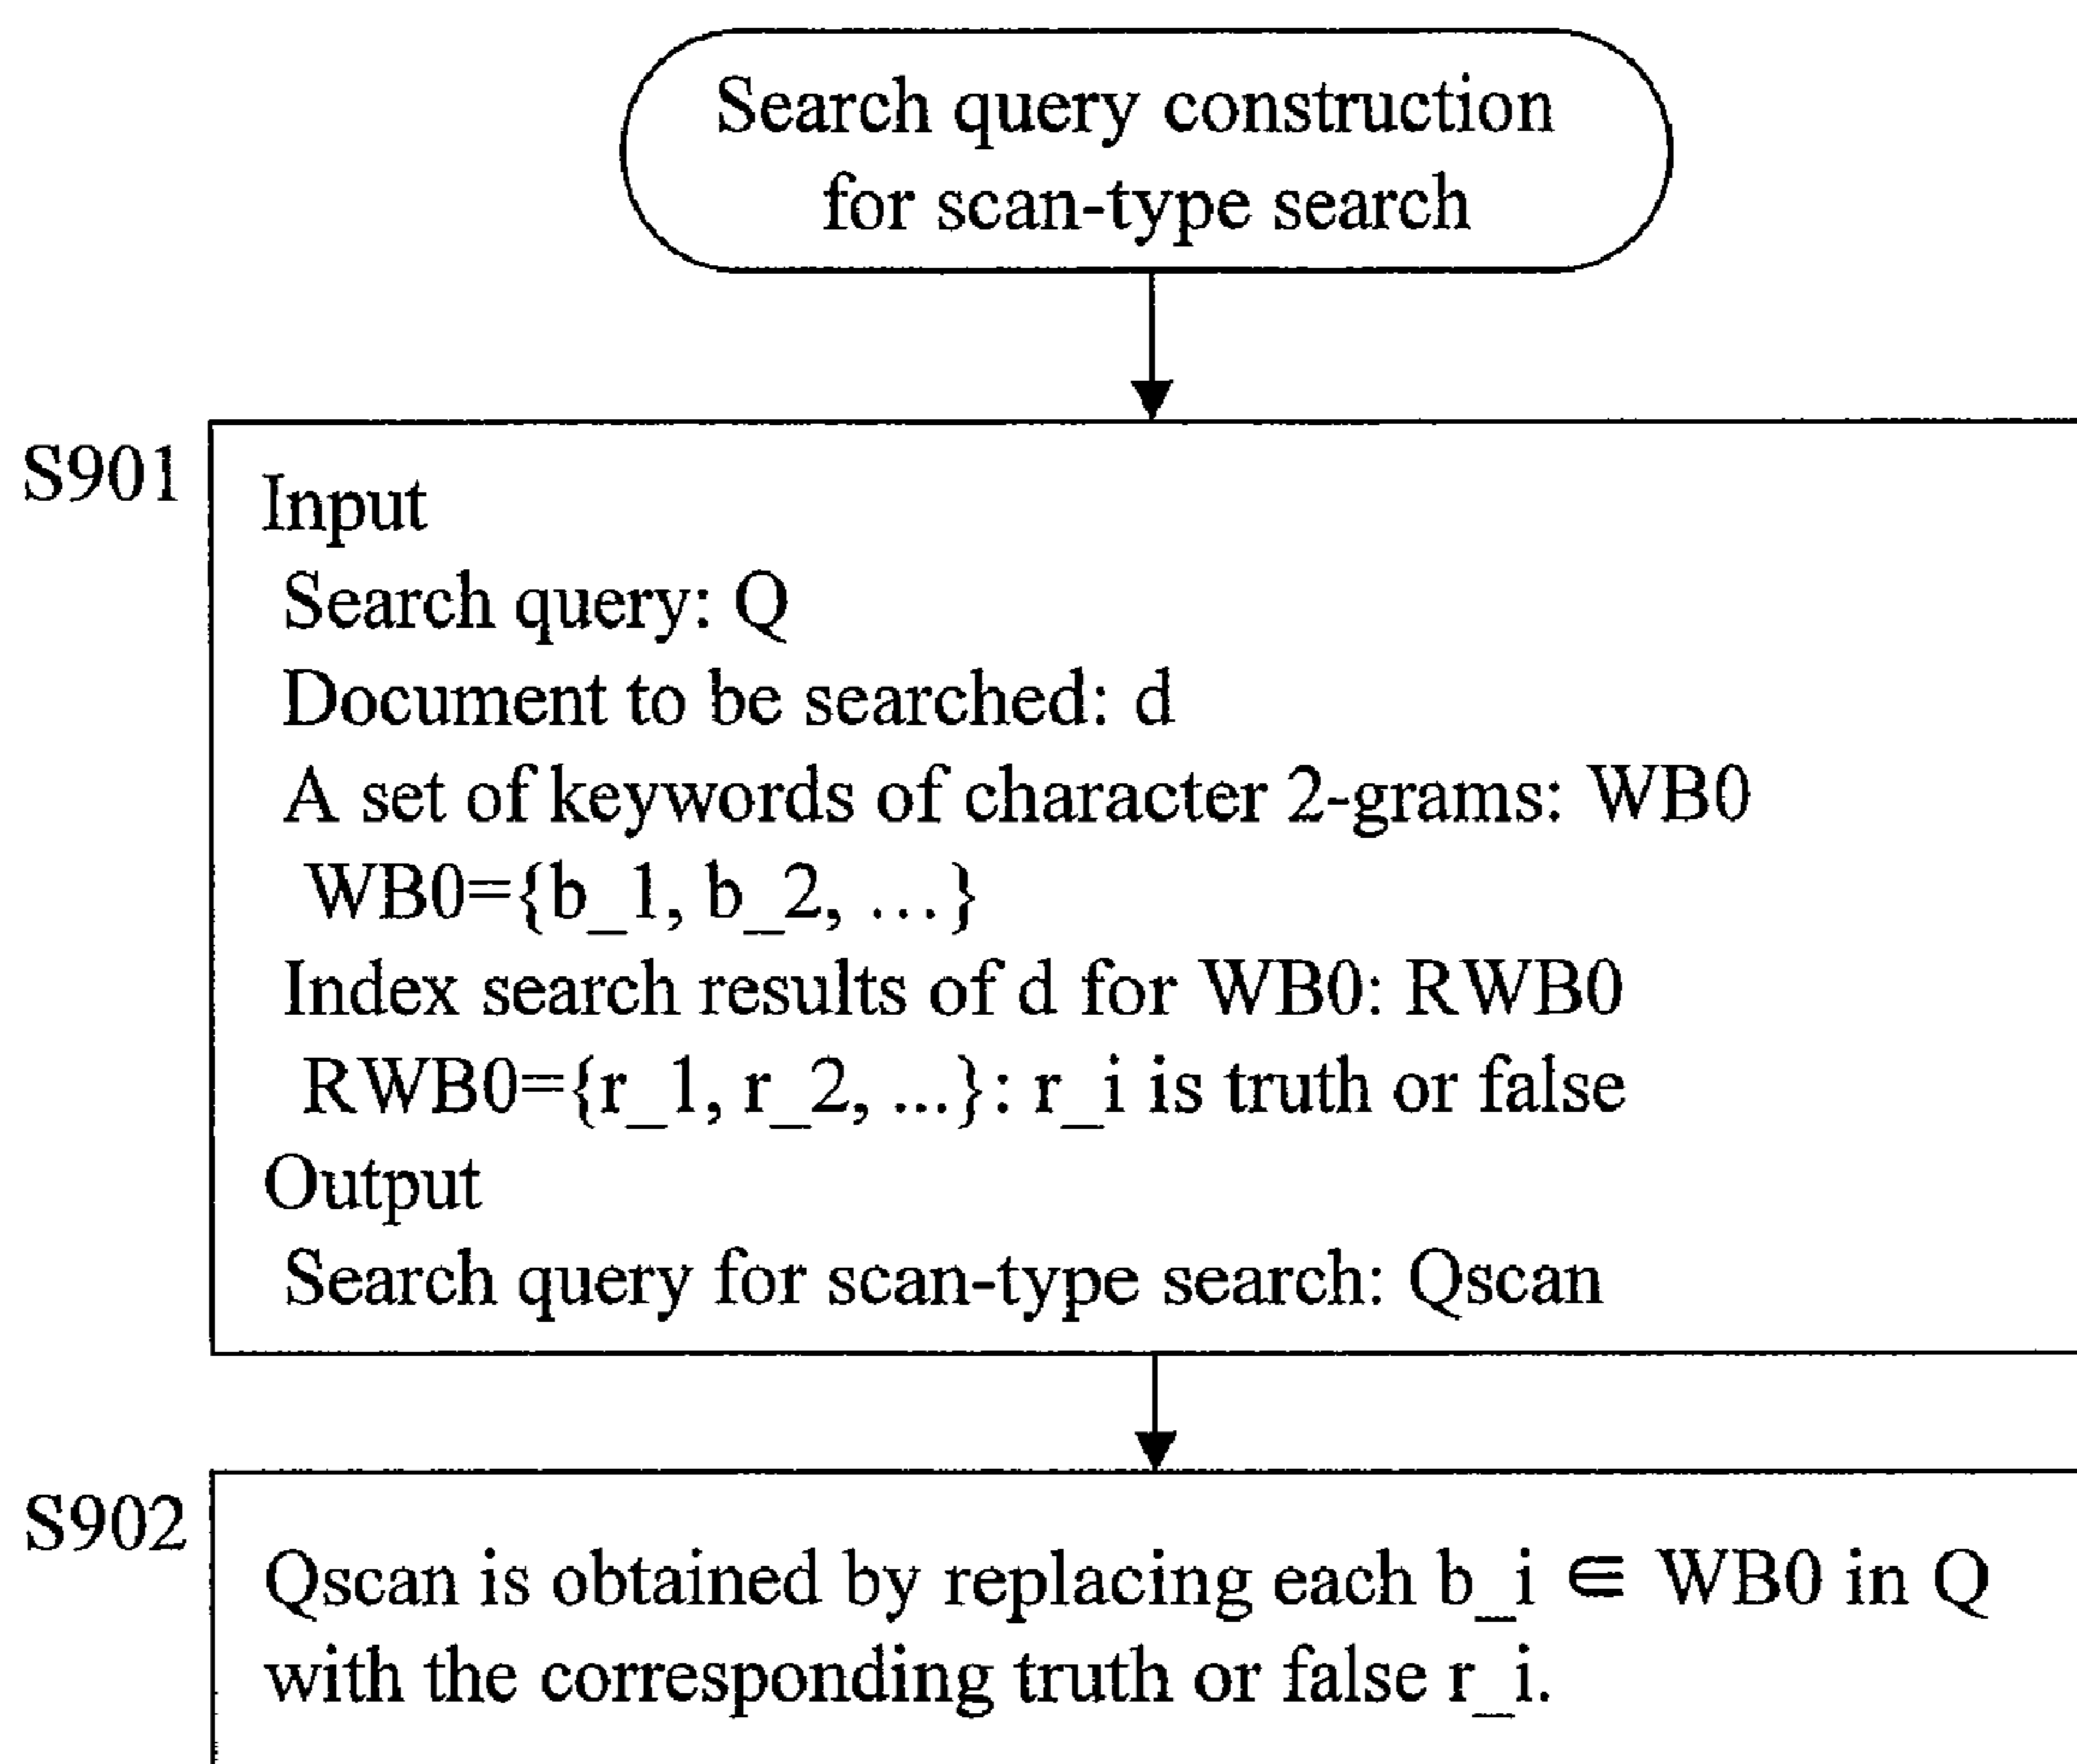 Search query construction
for scan-type search
S901
Input
Search query: Q
Document to be searched: d
A set of keywords of character 2-grams: WB0
WB0={b_1, b_2, …}
Index search results of d for WB0: RWB0
RWB0={r_1, r_2, ...}: r_i is truth or false
Output
Search query for scan-type search: Qscan
S902
Qscan is obtained by replacing each b_i ∈ WB0 in Q
with the corresponding truth or false r_i.